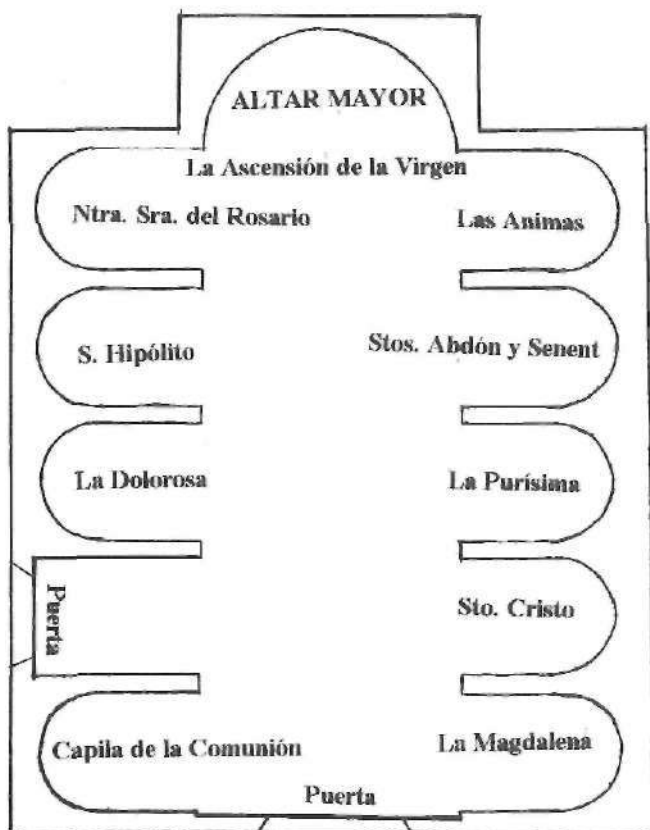 ALTAR MAYOR
La Ascensión de la Virgen
Ntra. Sra. del Rosario
Las Animas
S. Hipólito
Stos. Abdón y Senent
La Dolorosa
La Purísima
Puerta
Sto. Cristo
Capila de la Comunión
La Magdalena
Puerta